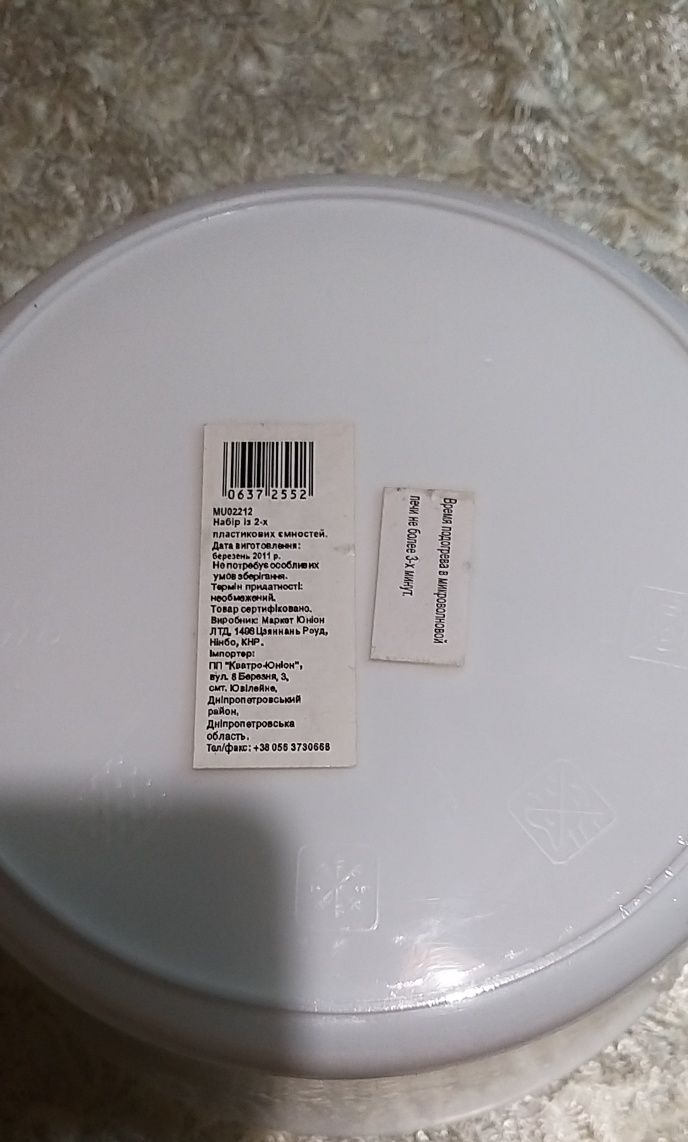 0637 2552
MU02212
Набір із 2-х
пластикових ємностей.
Дата виготовлення:
березень 2011 р.
Не потребує особливих
умов зберігання.
Термін придатності:
необмежений.
Товар сертифіковано.
Виробник: Маркет Юніон
ЛТД, 1498 Цзяннань Роуд,
Нінбо, КНР.
Імпортер:
ПП "Кватро-Юніон",
вул. 8 Березня, 3,
смт. Ювілейне,
Дніпропетровський
район,
Дніпропетровська
область.
Тел/факс: +38 056 3730668
Время подогрева в микроволновой
печи не более 3-х минут.